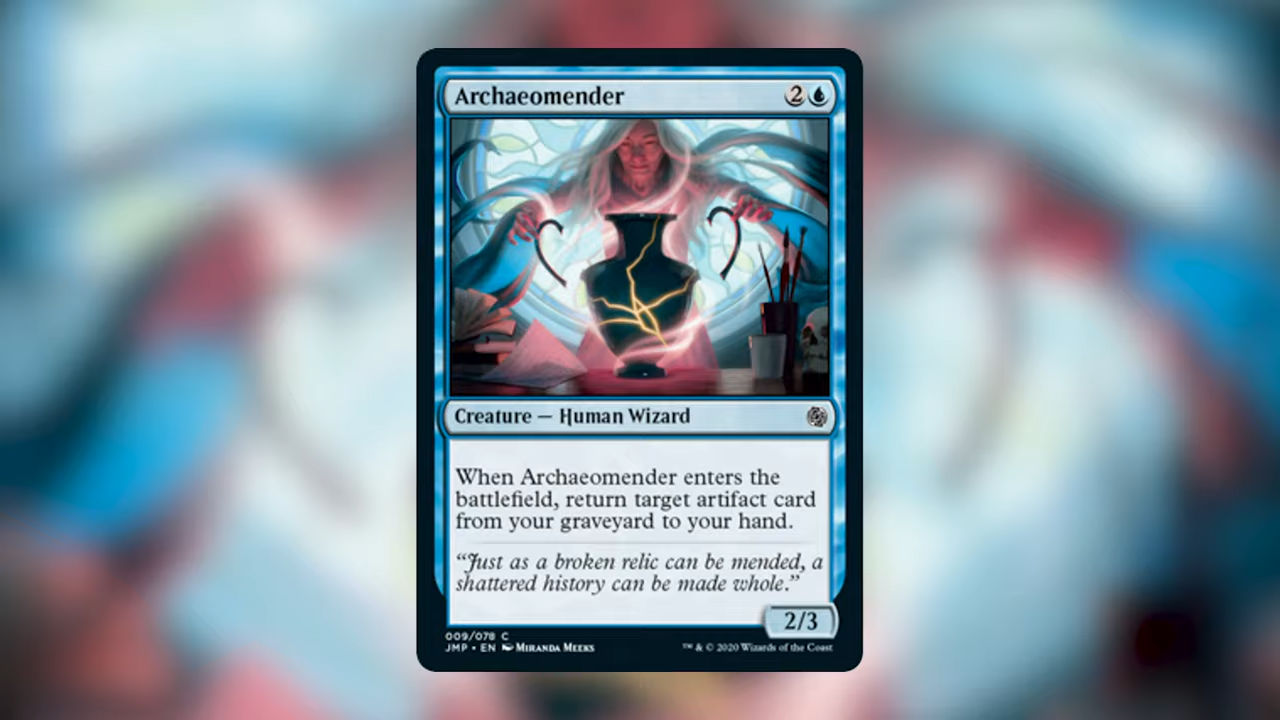 Archaeomender 2
Creature — Human Wizard
When Archaeomender enters the
battlefield, return target artifact card
from your graveyard to your hand.
“Just as a broken relic can be mended, a
shattered history can be made whole.”
2/3
009/078 C
JMP • EN Miranda Meeks ™ & © 2020 Wizards of the Coast